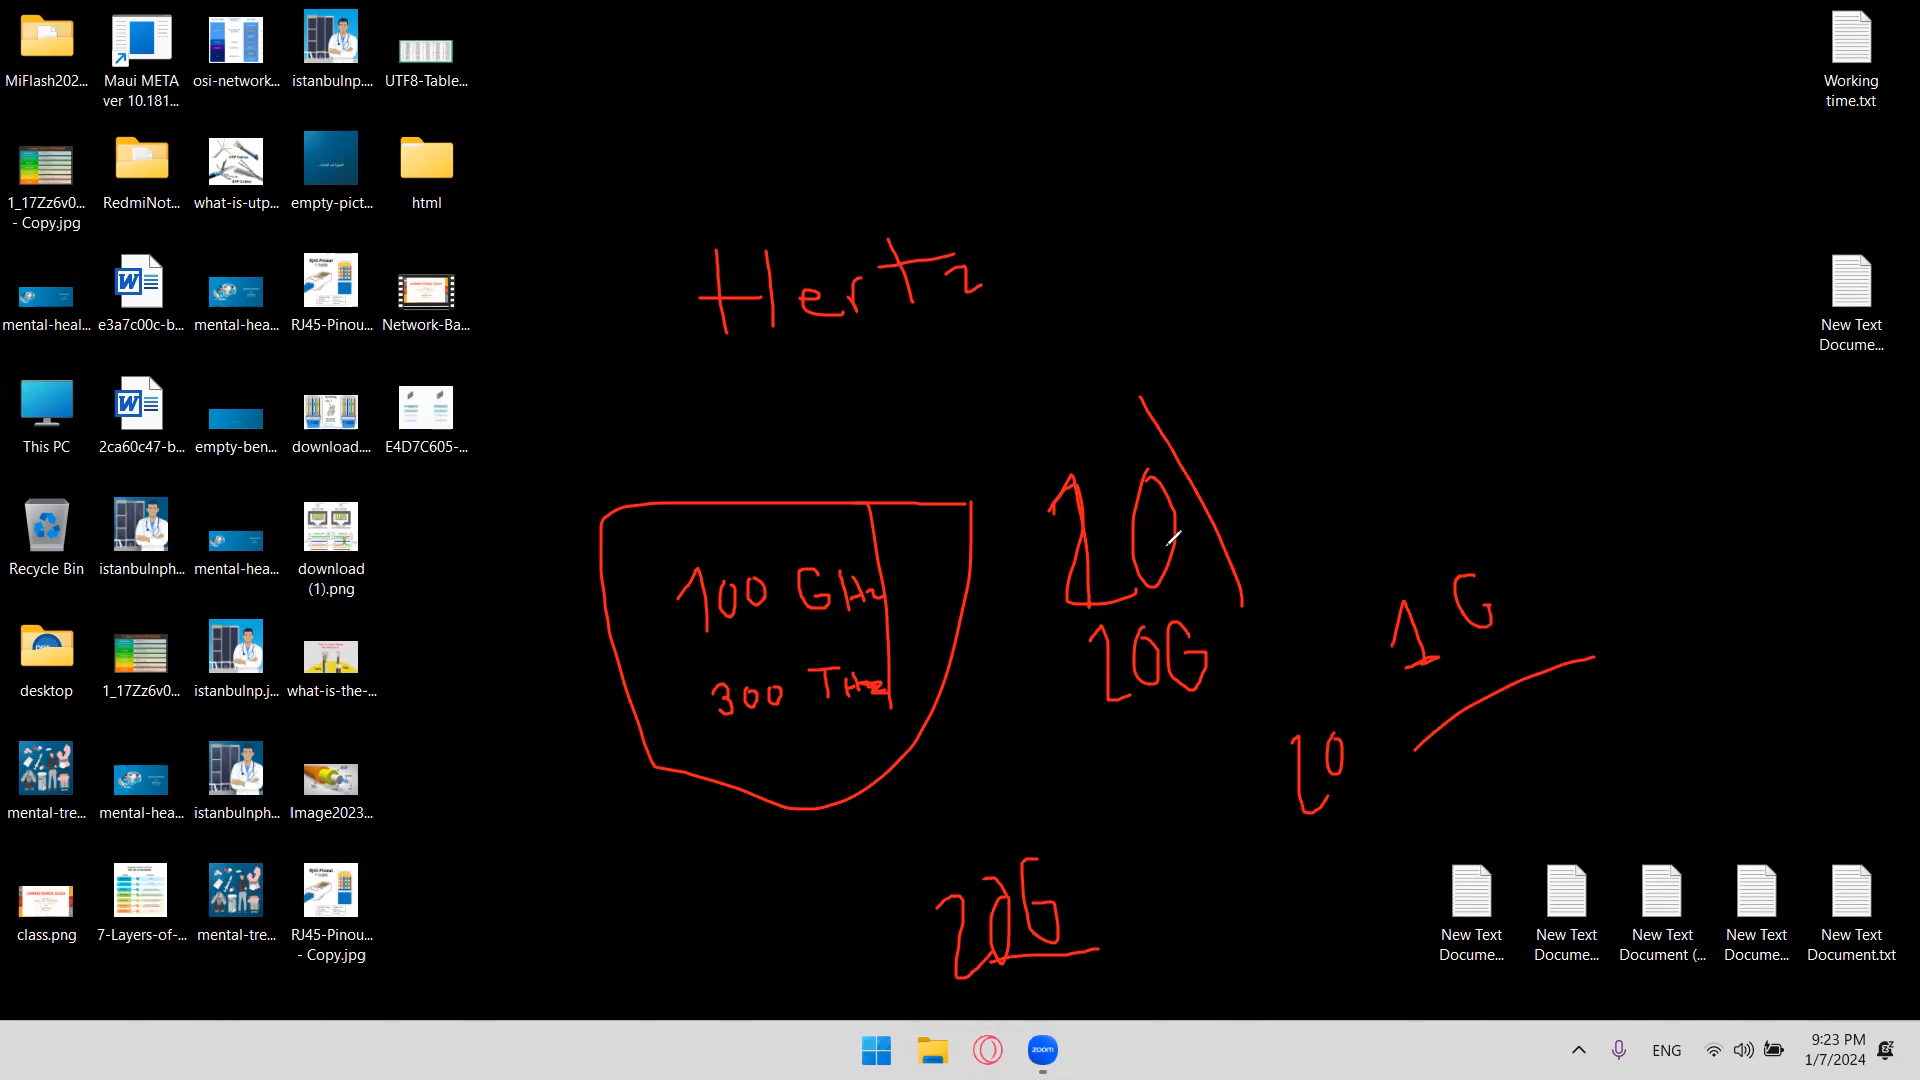 MiFlash202...
Maui META
ver 10.181...
osi-network...
istanbulnp....
UTF8-Table...
Working
time.txt
1_17Zz6v0...
- Copy.jpg
RedmiNot...
what-is-utp...
empty-pict...
html
Hertz
mental-heal...
e3a7c00c-b...
mental-hea...
RJ45-Pinou...
Network-Ba...
New Text
Docume...
This PC
2ca60c47-b...
empty-ben...
download....
E4D7C605-...
20
Recycle Bin
istanbulnph...
mental-hea...
download
(1).png
100 GHz
1 G
20G
desktop
1_17Zz6v0...
istanbulnp.j...
what-is-the-...
300 THz
20
mental-tre...
mental-hea...
istanbulnph...
Image2023...
20G
class.png
7-Layers-of-...
mental-tre...
RJ45-Pinou...
- Copy.jpg
New Text
Docume...
New Text
Docume...
New Text
Document (...
New Text
Docume...
New Text
Document.txt
zoom
ENG
9:23 PM
1/7/2024